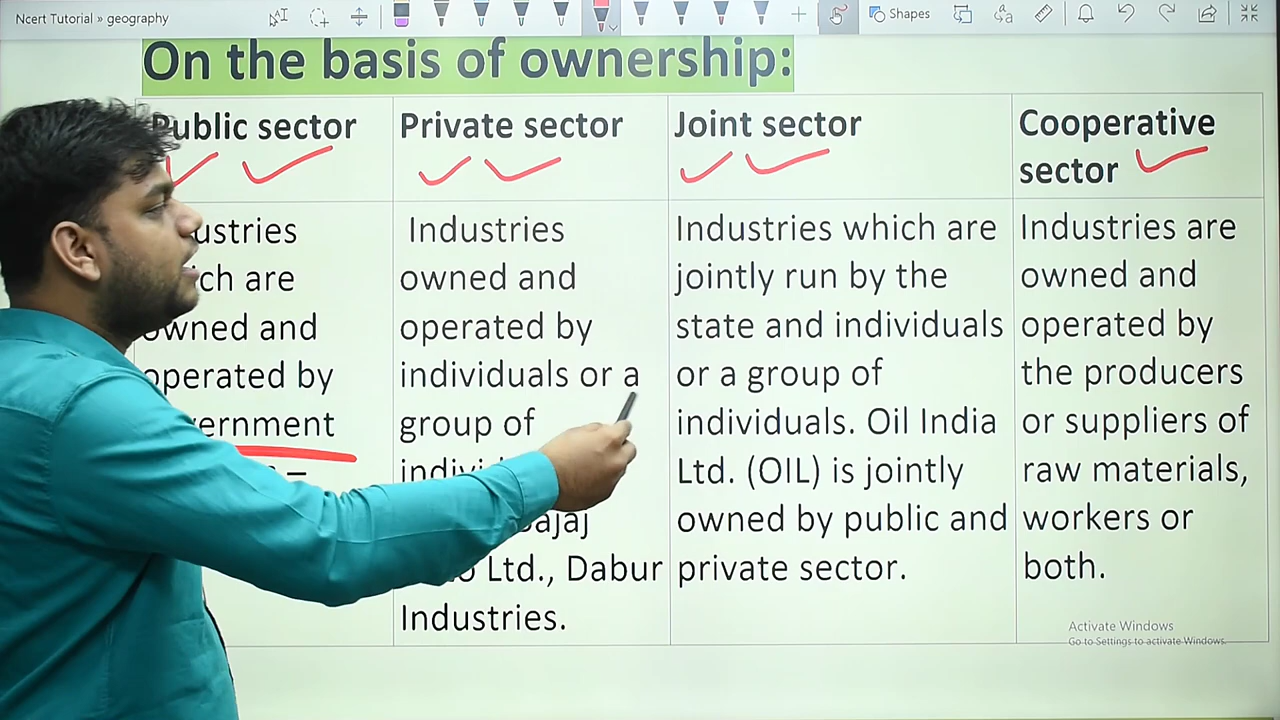 Ncert Tutorial » geography
Shapes
On the basis of ownership:
Public sector
Private sector
Joint sector
Cooperative
sector
which are
owned and
operated by
government
–
Industries
owned and
operated by
individuals or a
group of
Bajaj
Ltd., Dabur
Industries.
Industries which are
jointly run by the
state and individuals
or a group of
individuals. Oil India
Ltd. (OIL) is jointly
owned by public and
private sector.
Industries are
owned and
operated by
the producers
or suppliers of
raw materials,
workers or
both.
Activate Windows
Go to Settings to activate Windows.